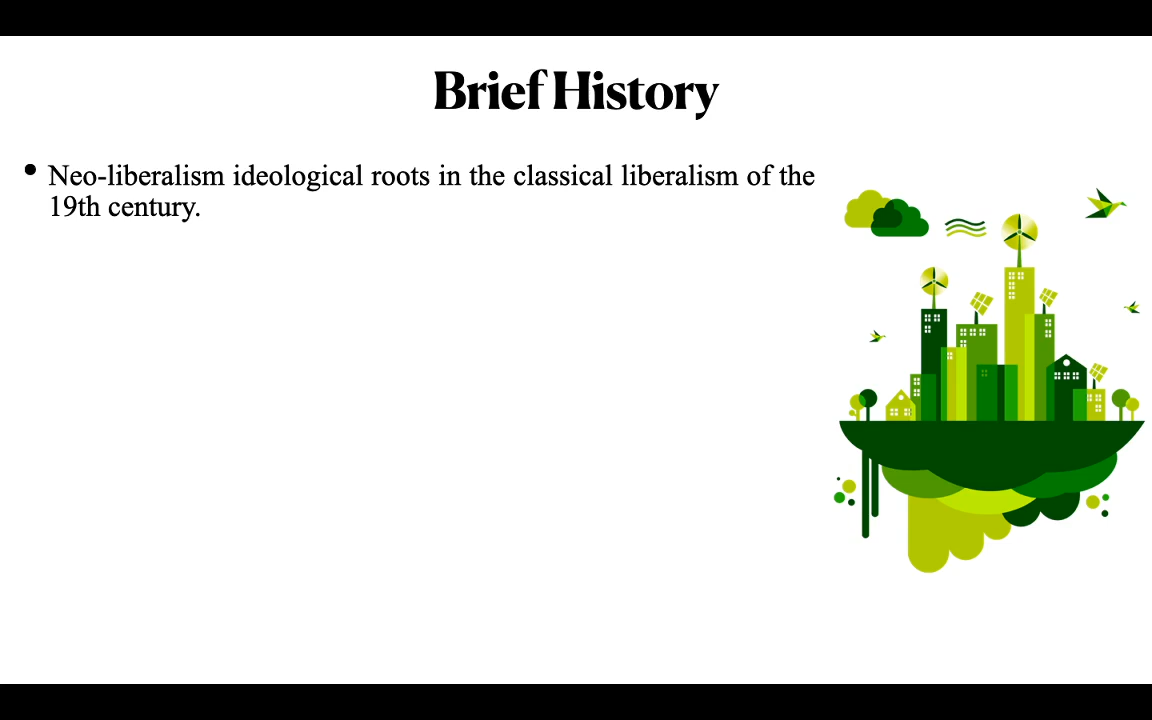 Brief History
• Neo-liberalism ideological roots in the classical liberalism of the
19th century.